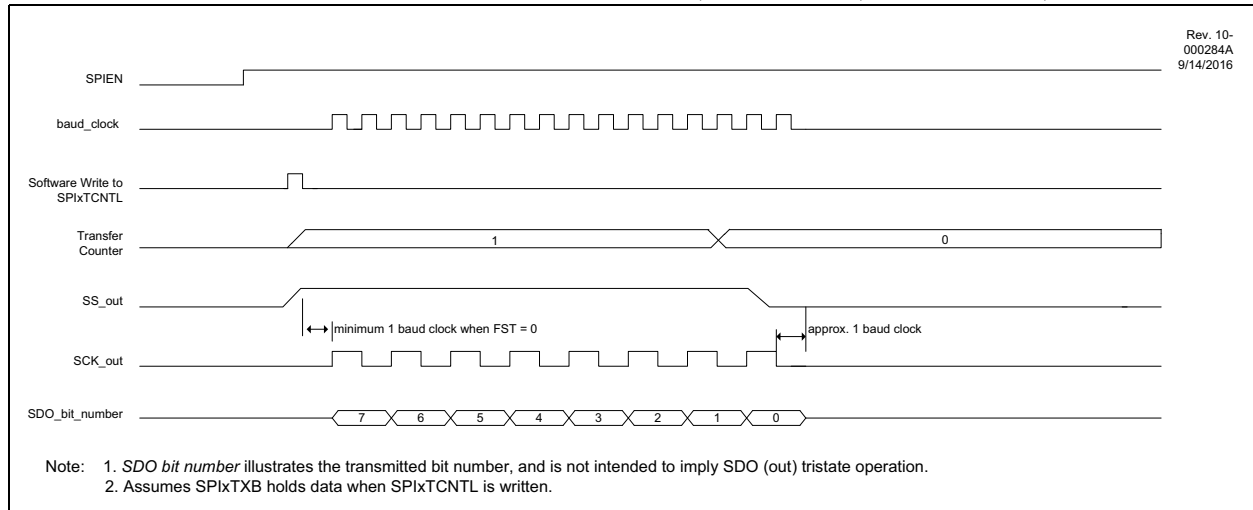 Rev. 10-
000284A
9/14/2016
SPIEN
baud_clock
Software Write to
SPIxTCNTL
Transfer
Counter
1
0
SS_out
minimum 1 baud clock when FST = 0
approx. 1 baud clock
SCK_out
SDO_bit_number
7 6 5 4 3 2 1 0
Note: 1. SDO bit number illustrates the transmitted bit number, and is not intended to imply SDO (out) tristate operation.
2. Assumes SPIxTXB holds data when SPIxTCNTL is written.